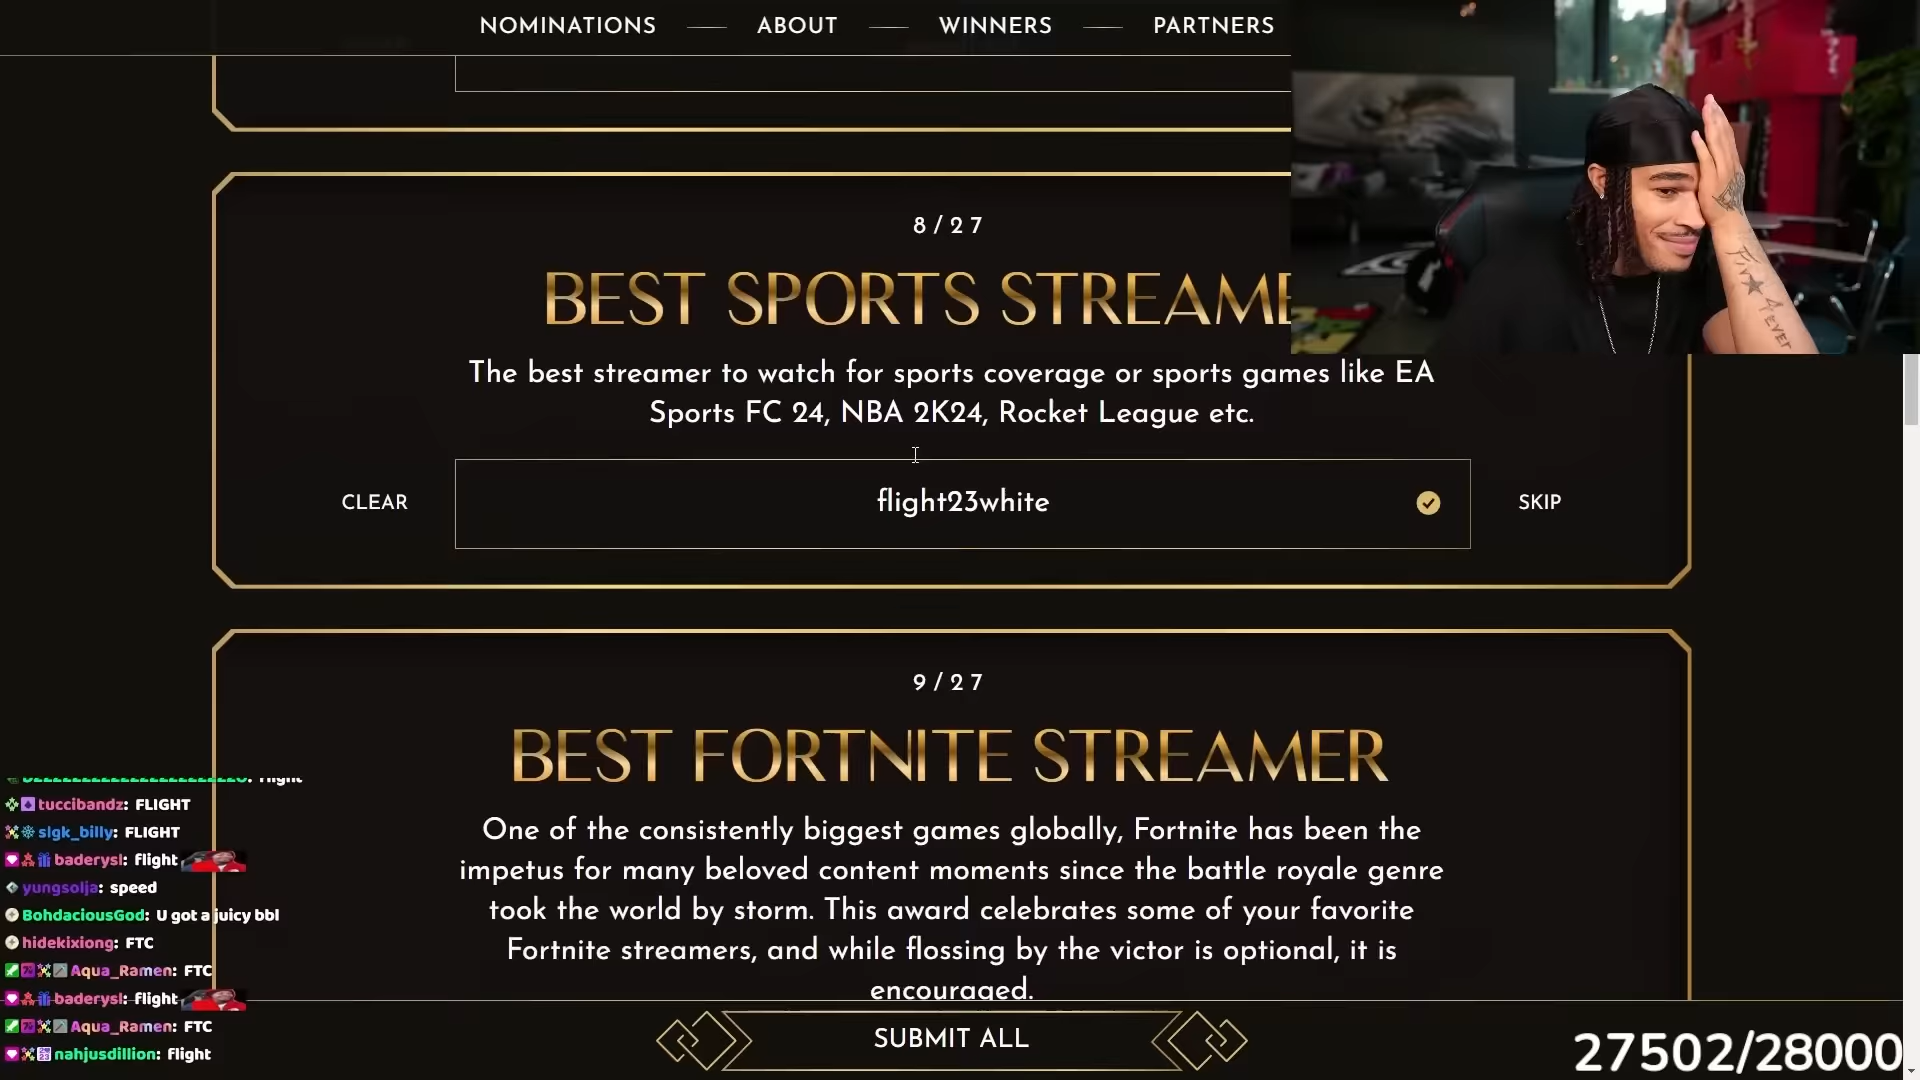 NOMINATIONS ABOUT WINNERS PARTNERS
8/27
BEST SPORTS STREAME
The best streamer to watch for sports coverage or sports games like EA
Sports FC 24, NBA 2K24, Rocket League etc.
CLEAR flight23white SKIP
9/27
BEST FORTNITE STREAMER
One of the consistently biggest games globally, Fortnite has been the
impetus for many beloved content moments since the battle royale genre
took the world by storm. This award celebrates some of your favorite
Fortnite streamers, and while flossing by the victor is optional, it is
encouraged.
tuccibandz: FLIGHT
slgk_billy: FLIGHT
baderysl: flight
yungsolja: speed
BohdaciousGod: U got a juicy bbl
hidekixiong: FTC
Aqua_Ramen: FTC
baderysl: flight
Aqua_Ramen: FTC
nahjusdillion: Flight
SUBMIT ALL
27502/28000
4EVER